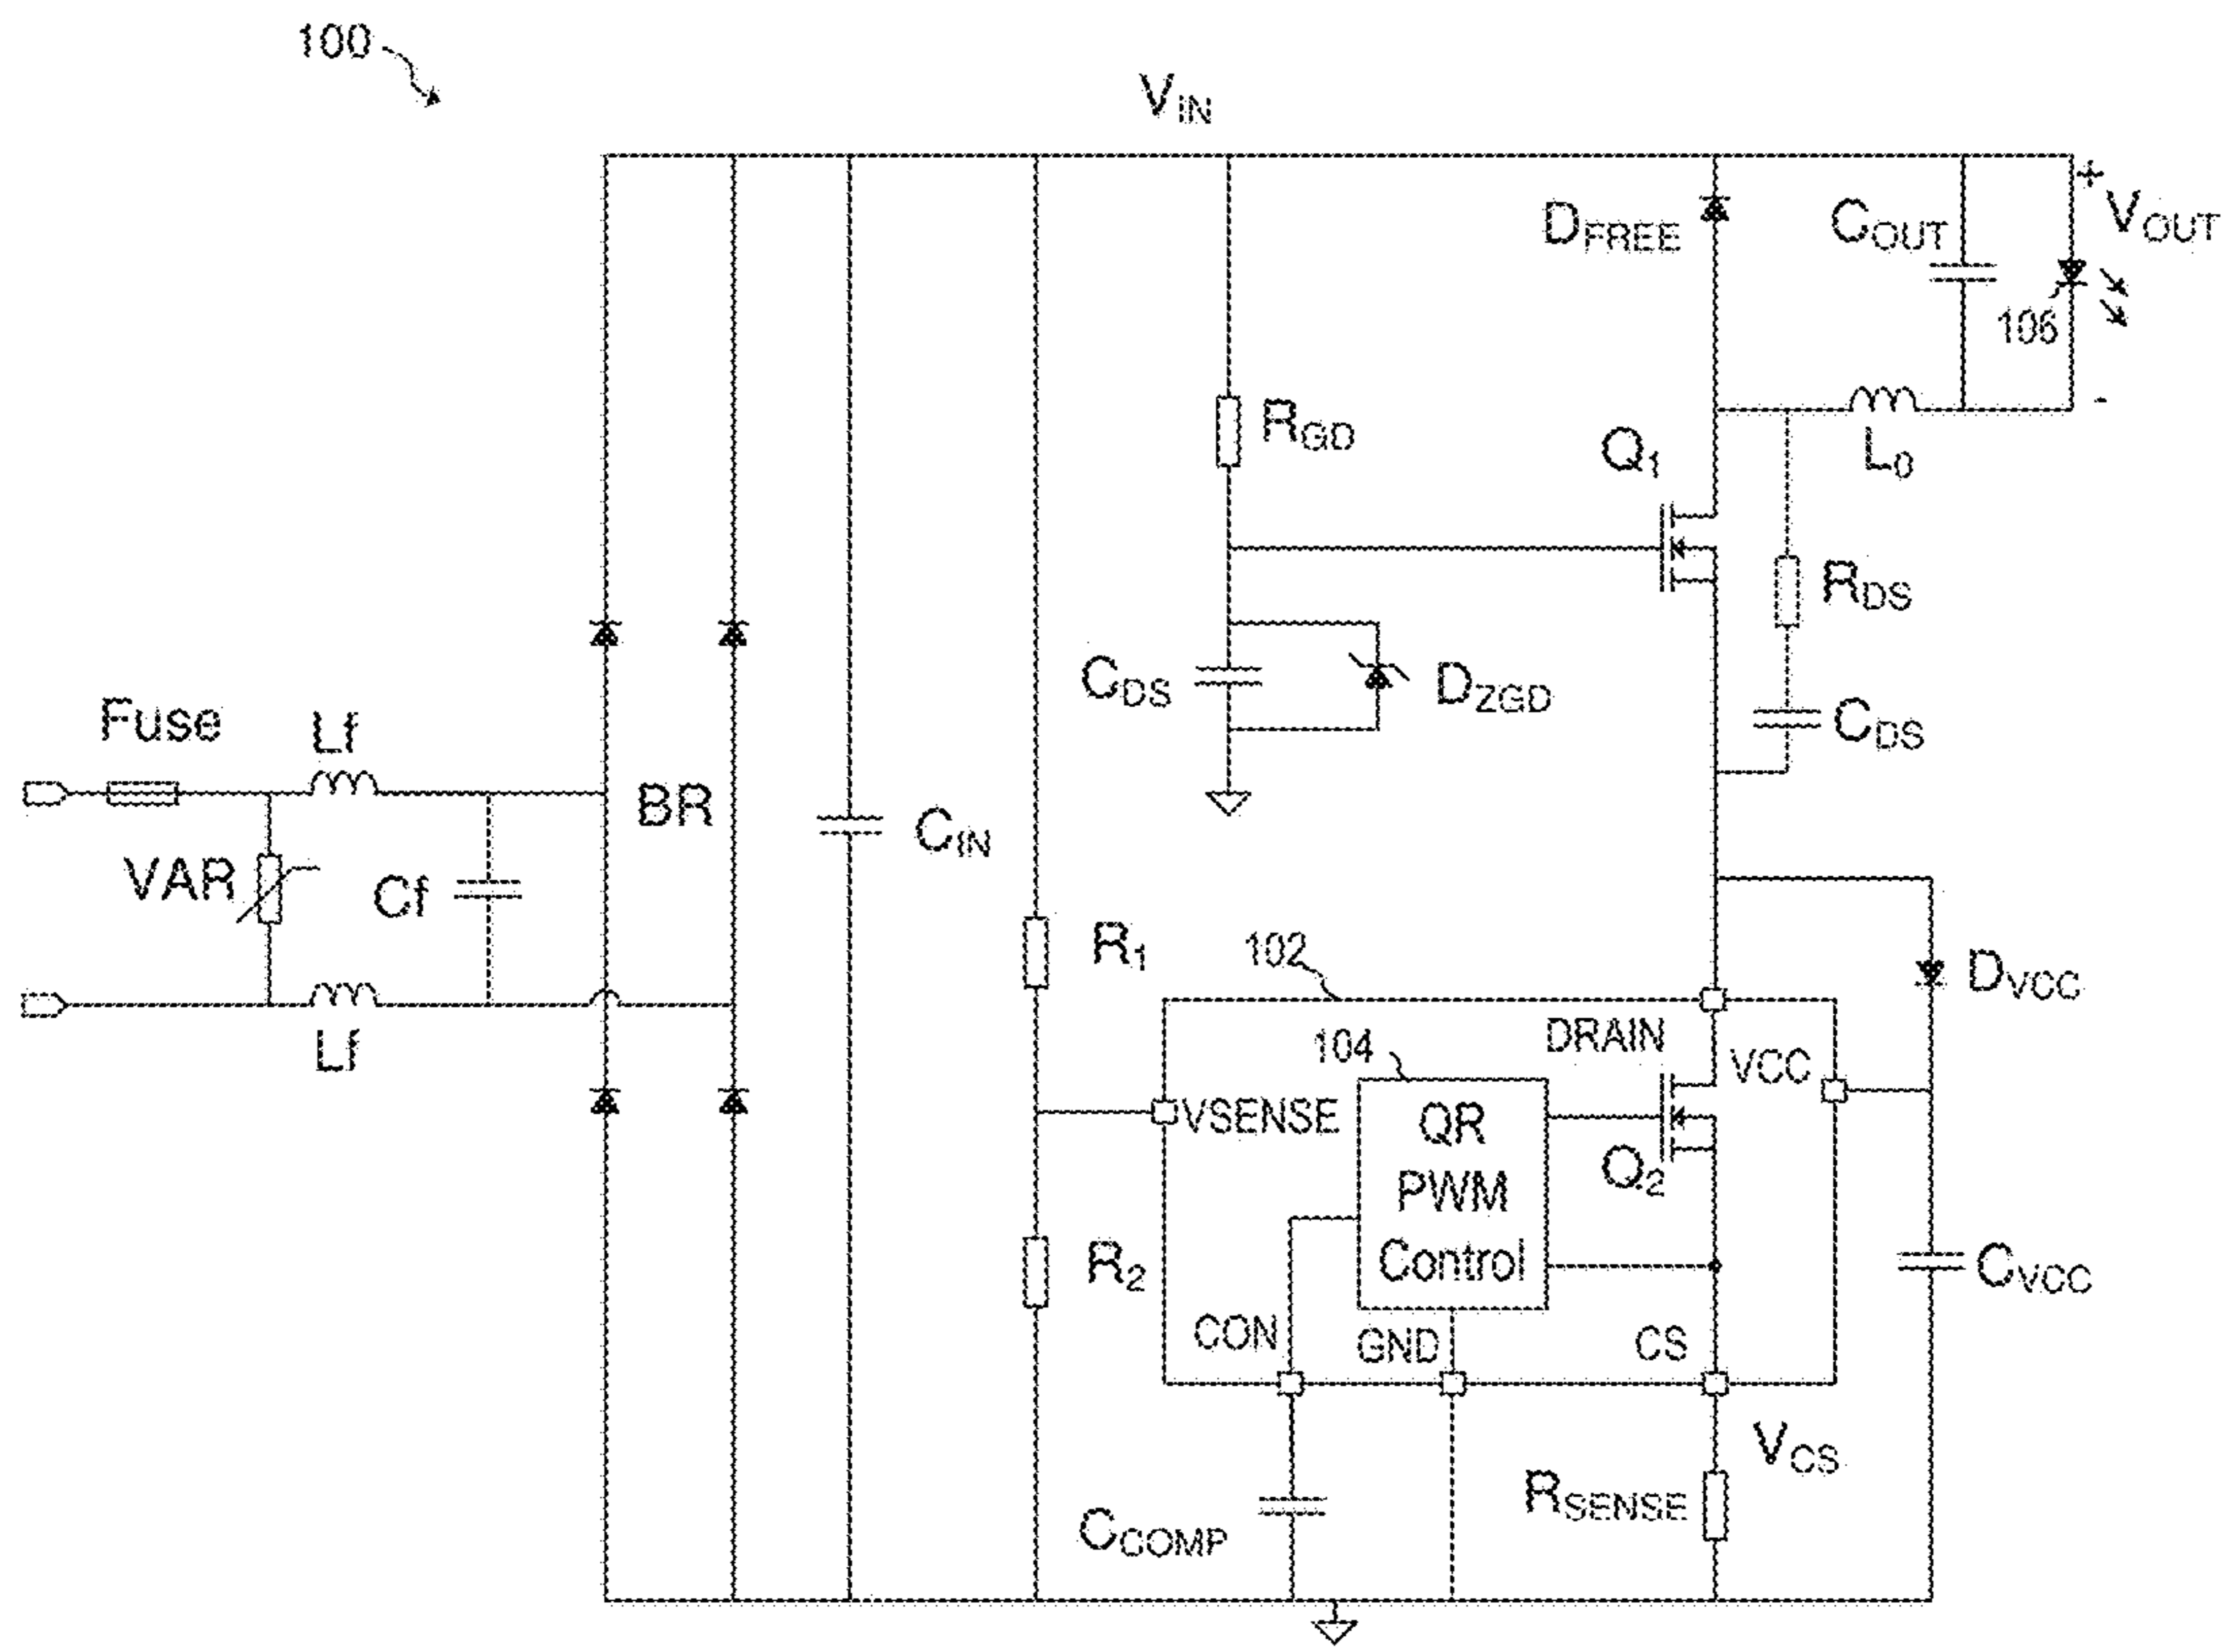 100
VIN
DFREE
COUT
+
VOUT
106
-
RGD
Q1
L0
RDS
CDS
DZGD
CDS
Fuse
Lf
BR
CIN
VAR
Cf
Lf
R1
102
DVCC
104
DRAIN
VCC
VSENSE
QR
PWM
Control
Q2
R2
CVCC
CON
GND
CS
VCS
RSENSE
CCOMP